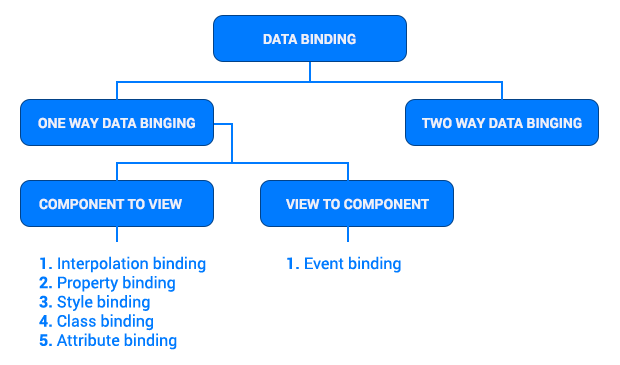 DATA BINDING
ONE WAY DATA BINGING
TWO WAY DATA BINGING
COMPONENT TO VIEW
VIEW TO COMPONENT
1. Interpolation binding
2. Property binding
3. Style binding
4. Class binding
5. Attribute binding
1. Event binding